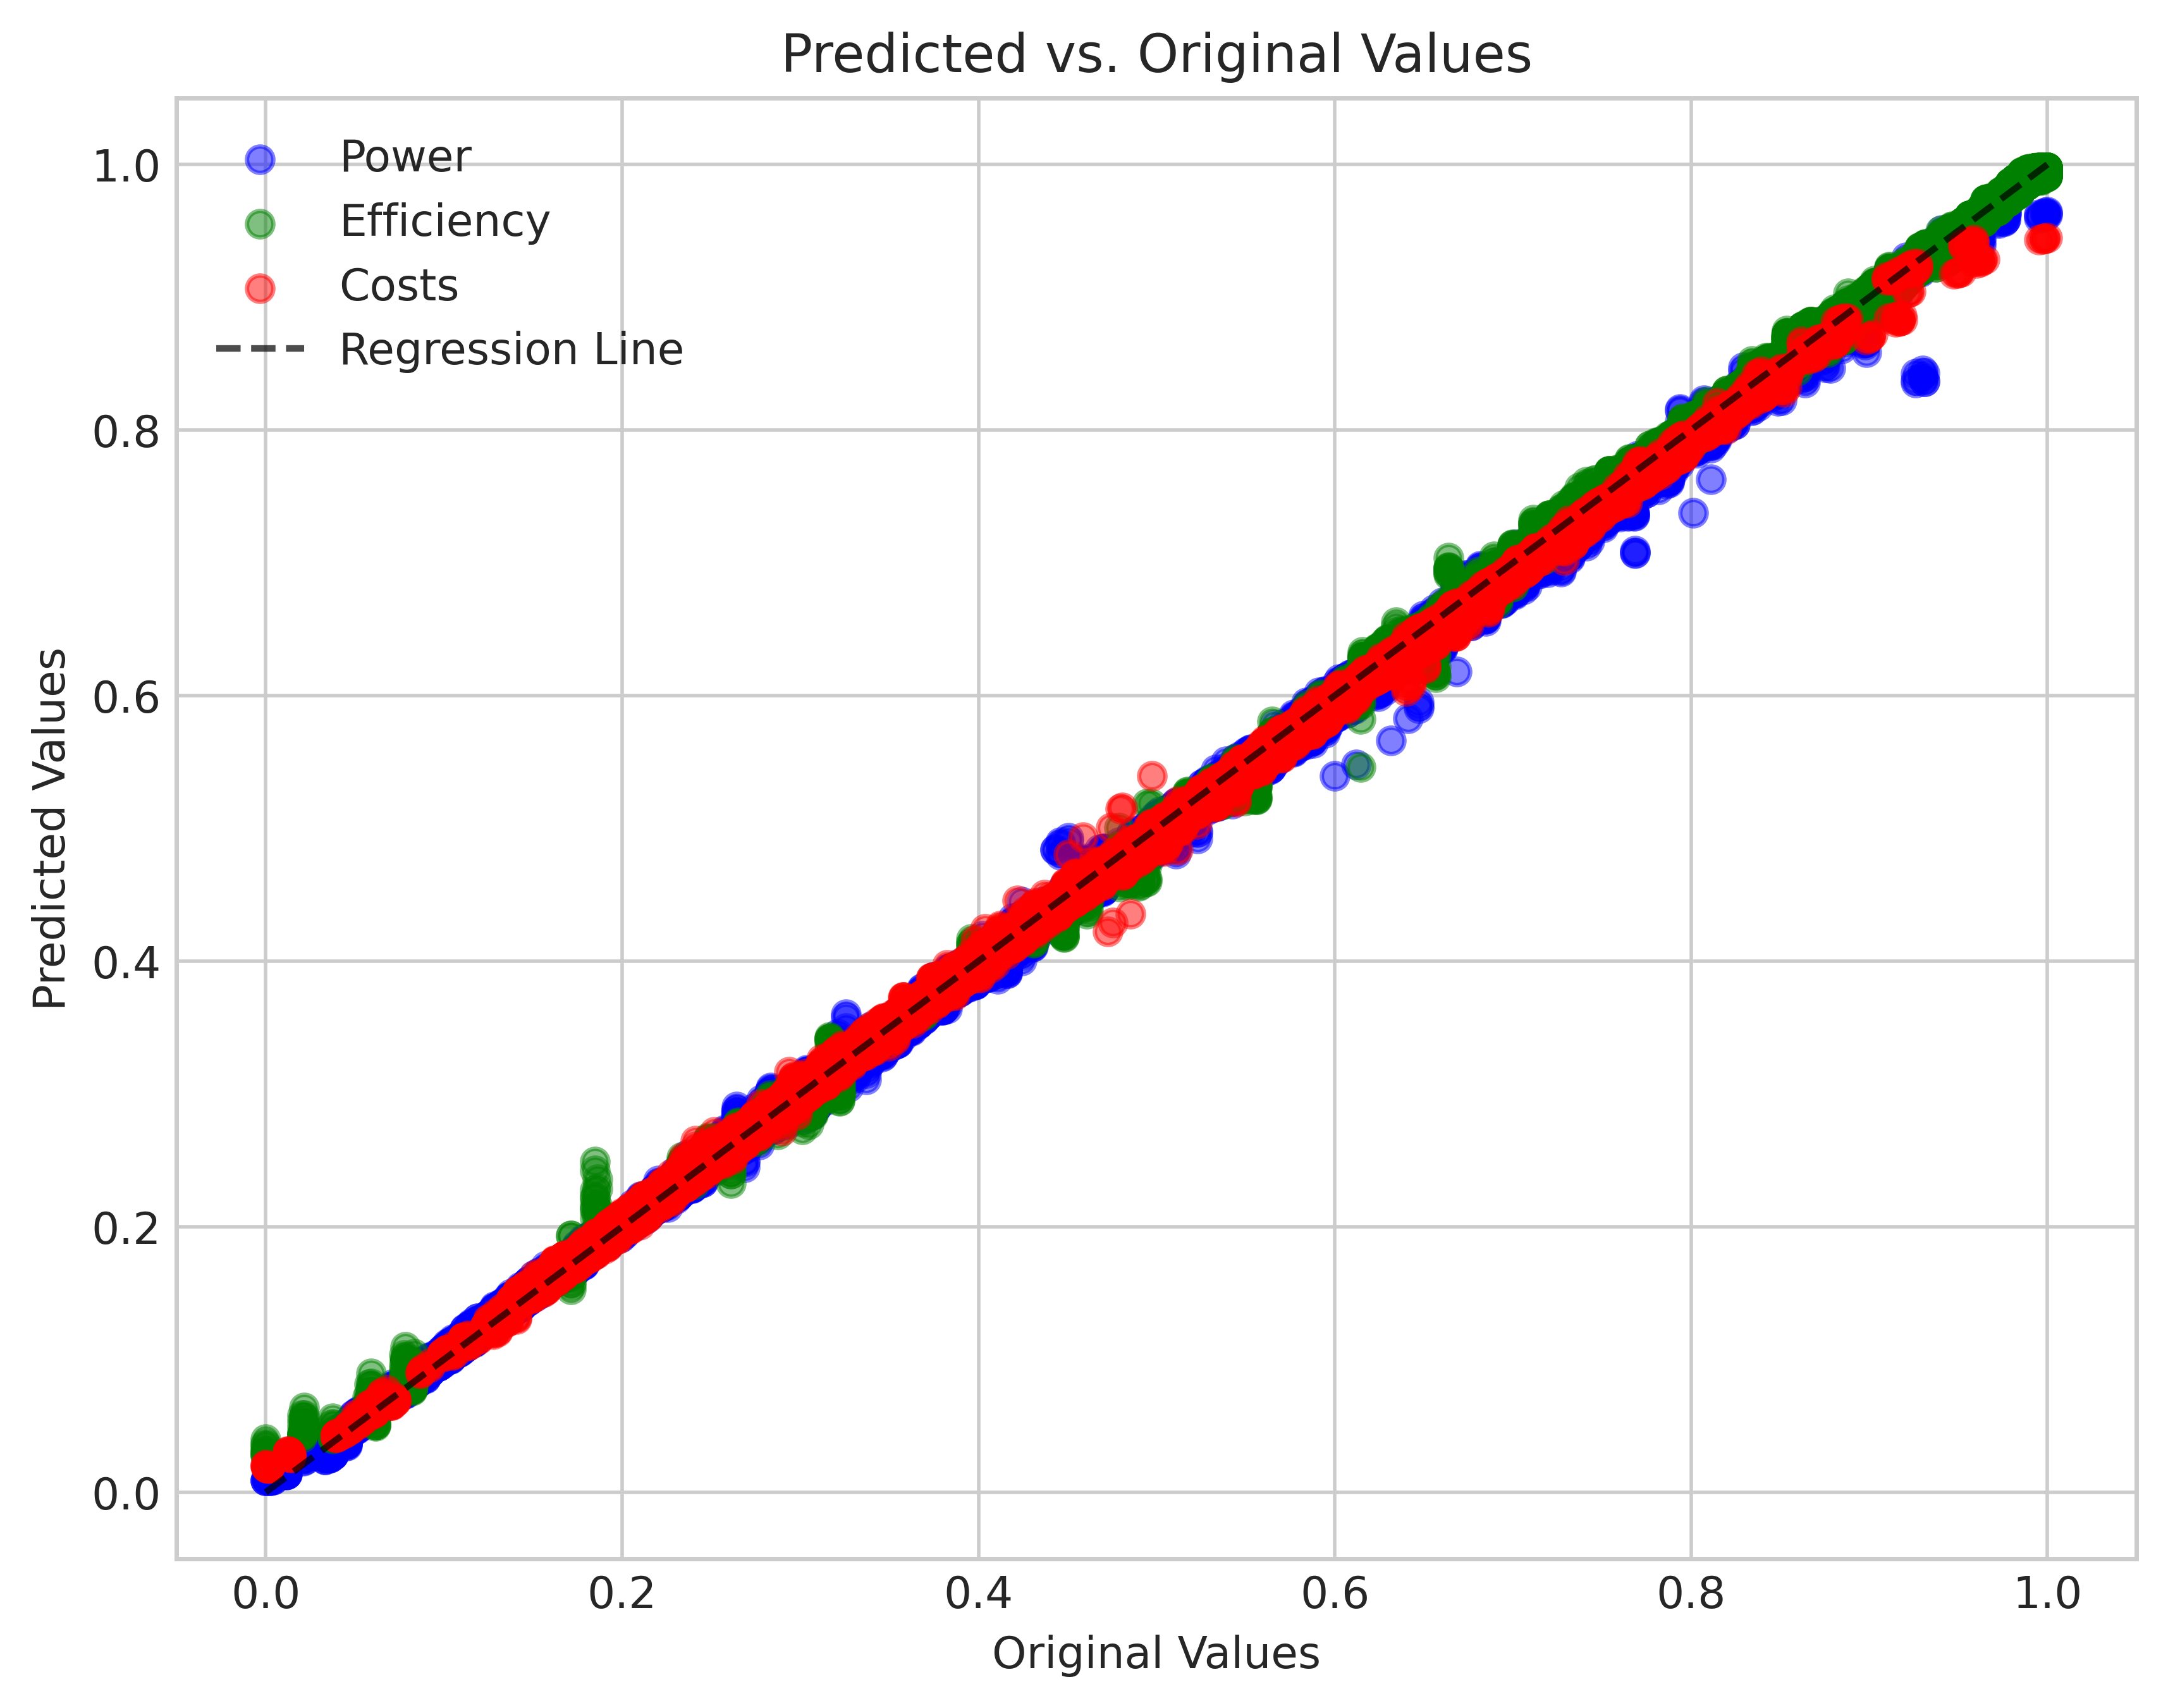 Predicted vs. Original Values
Power
Efficiency
Costs
Regression Line
Predicted Values
1.0
0.8
0.6
0.4
0.2
0.0
0.0 0.2 0.4 0.6 0.8 1.0
Original Values